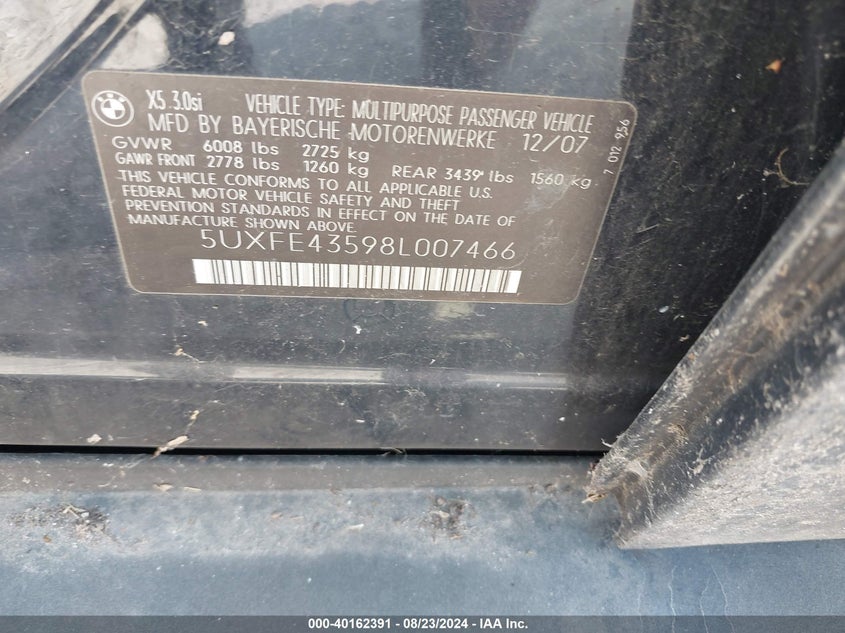 X5 3.0si VEHICLE TYPE: MULTIPURPOSE PASSENGER VEHICLE
MFD BY BAYERISCHE MOTORENWERKE 12/07
GVWR 6008 lbs 2725 kg
GAWR FRONT 2778 lbs 1260 kg REAR 3439 lbs 1560 kg
THIS VEHICLE CONFORMS TO ALL APPLICABLE U.S.
FEDERAL MOTOR VEHICLE SAFETY AND THEFT
PREVENTION STANDARDS IN EFFECT ON THE DATE OF
MANUFACTURE SHOWN ABOVE.
5UXFE43598L007466
7 012 956
000-40162391 - 08/23/2024 - IAA Inc.